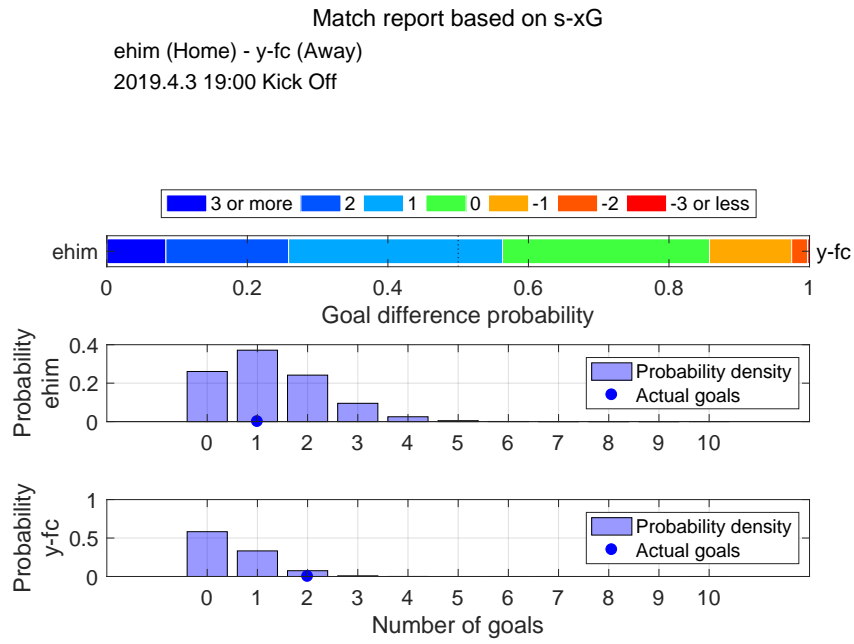 Match report based on s-xG
ehim (Home) - y-fc (Away)
2019.4.3 19:00 Kick Off
3 or more 2 1 0 -1 -2 -3 or less
ehim y-fc
0 0.2 0.4 0.6 0.8 1
Goal difference probability
Probability
ehim
0.4
0.2
0
Probability density
Actual goals
0 1 2 3 4 5 6 7 8 9 10
Probability
y-fc
1
0.5
0
Probability density
Actual goals
0 1 2 3 4 5 6 7 8 9 10
Number of goals